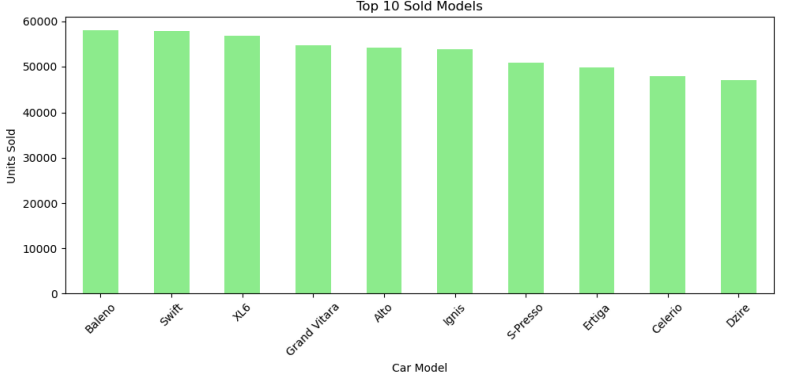 Top 10 Sold Models
Units Sold
60000
50000
40000
30000
20000
10000
0
Baleno
Swift
XL6
Grand Vitara
Alto
Ignis
S-Presso
Ertiga
Celerio
Dzire
Car Model